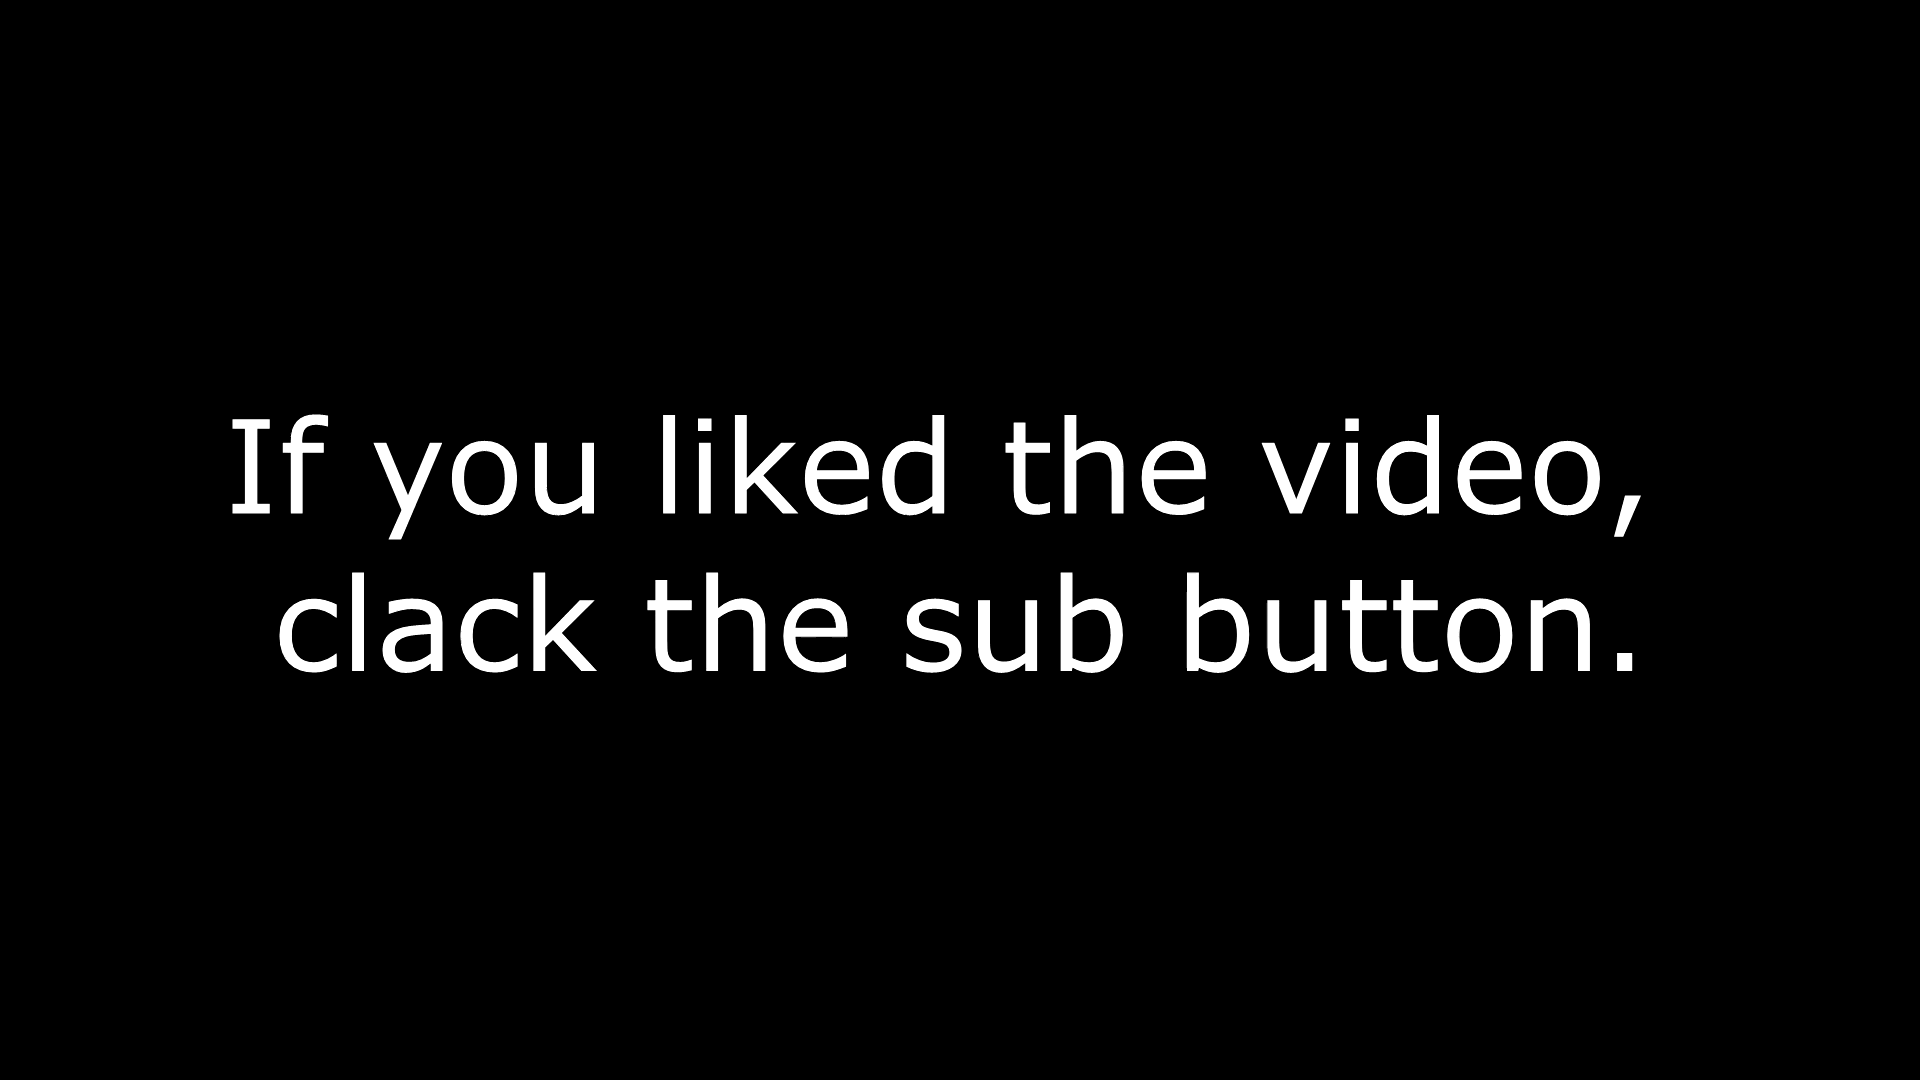 If you liked the video,
clack the sub button.